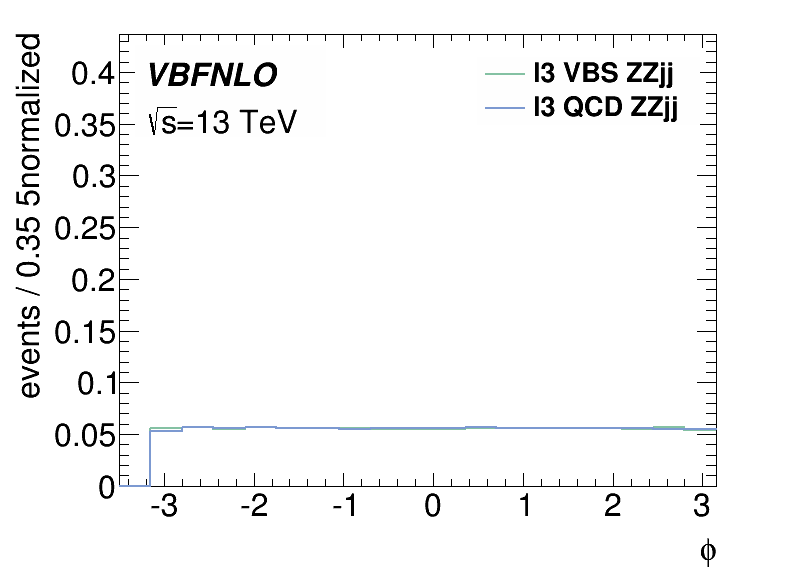 events / 0.35 5normalized
0.4
0.35
0.3
0.25
0.2
0.15
0.1
0.05
0
VBFNLO
√s=13 TeV
l3 VBS ZZjj
l3 QCD ZZjj
-3 -2 -1 0 1 2 3
ϕ